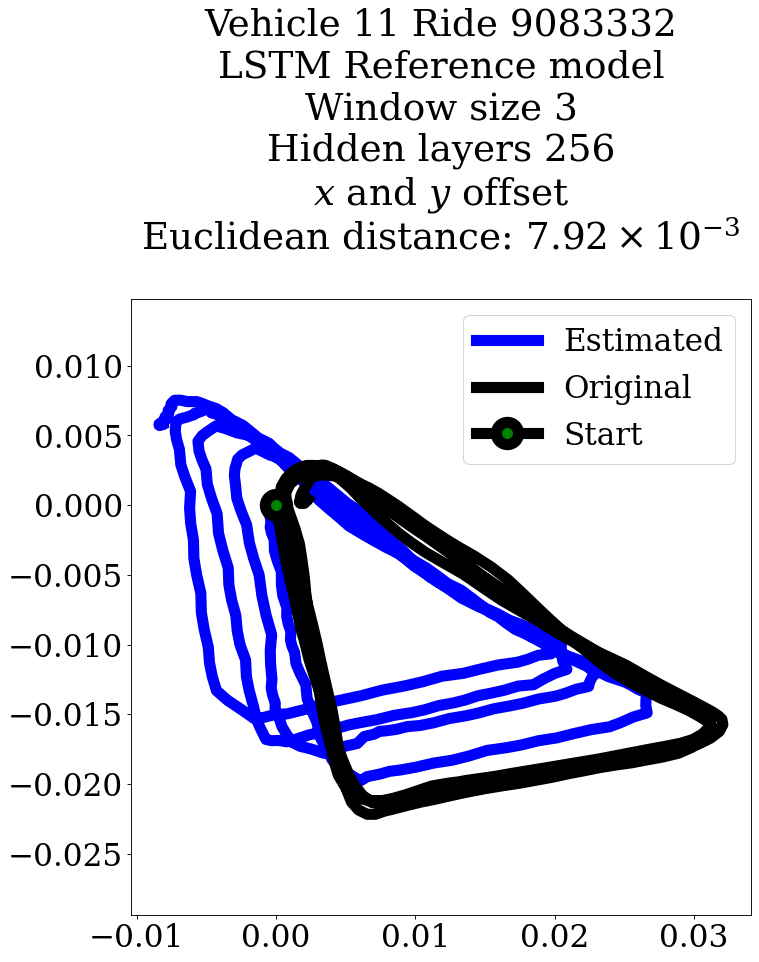 Vehicle 11 Ride 9083332
LSTM Reference model
Window size 3
Hidden layers 256
x and y offset
Euclidean distance: 7.92 × 10⁻³
Estimated
Original
Start
0.010
0.005
0.000
−0.005
−0.010
−0.015
−0.020
−0.025
−0.01 0.00 0.01 0.02 0.03